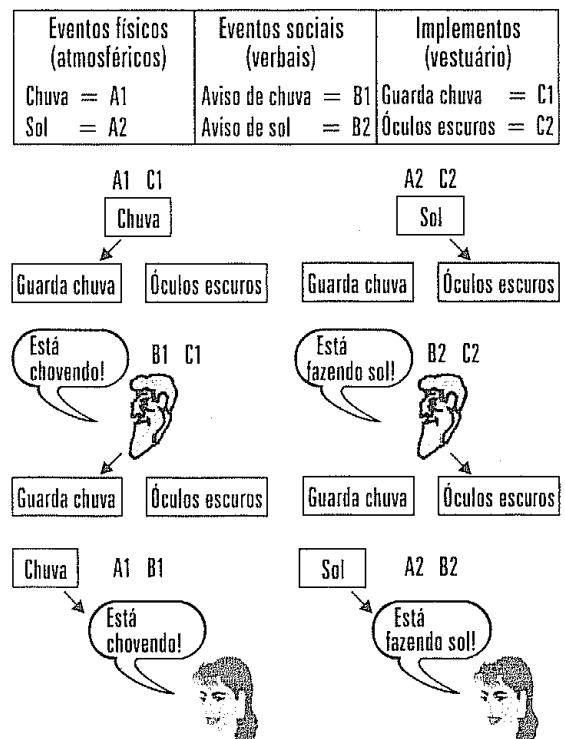 Eventos físicos
(atmosféricos)
Chuva = A1
Sol = A2
Eventos sociais
(verbais)
Aviso de chuva = B1
Aviso de sol = B2
Implementos
(vestuário)
Guarda chuva = C1
Óculos escuros = C2
A1 C1
Chuva
Guarda chuva
Óculos escuros
A2 C2
Sol
Guarda chuva
Óculos escuros
Está
chovendo!
B1 C1
Guarda chuva
Óculos escuros
Está
fazendo sol!
B2 C2
Guarda chuva
Óculos escuros
Chuva
A1 B1
Está
chovendo!
Sol
A2 B2
Está
fazendo sol!